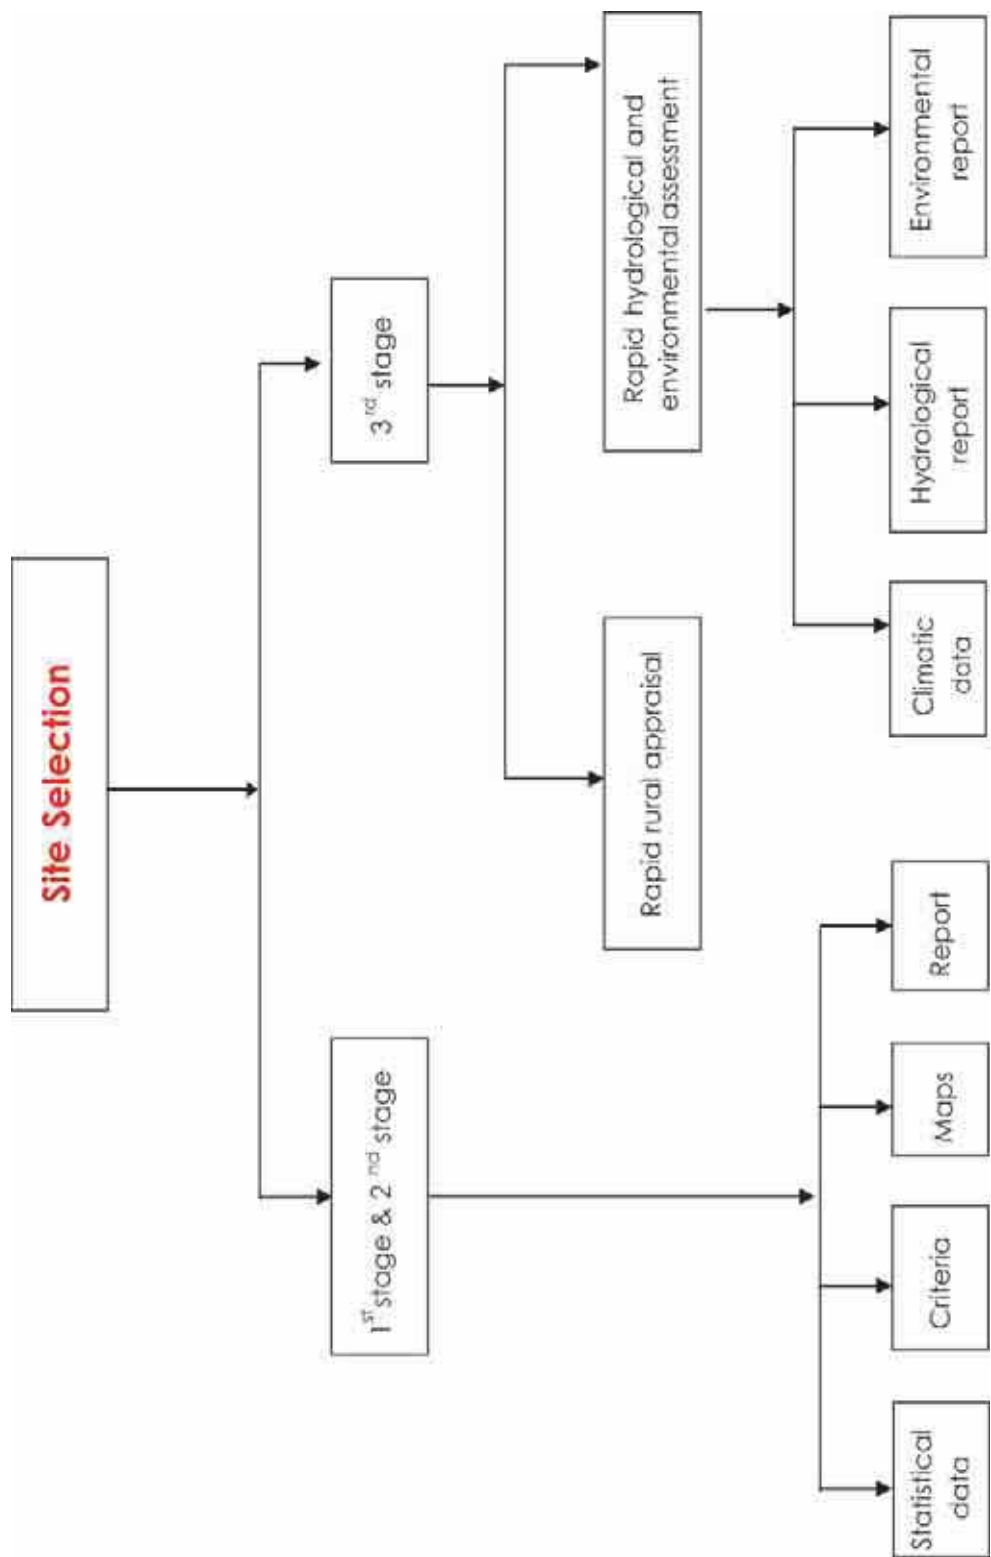 Site Selection
1st stage & 2nd stage
3rd stage
Rapid rural appraisal
Rapid hydrological and
environmental assessment
Statistical
data
Criteria
Maps
Report
Climatic
data
Hydrological
report
Environmental
report